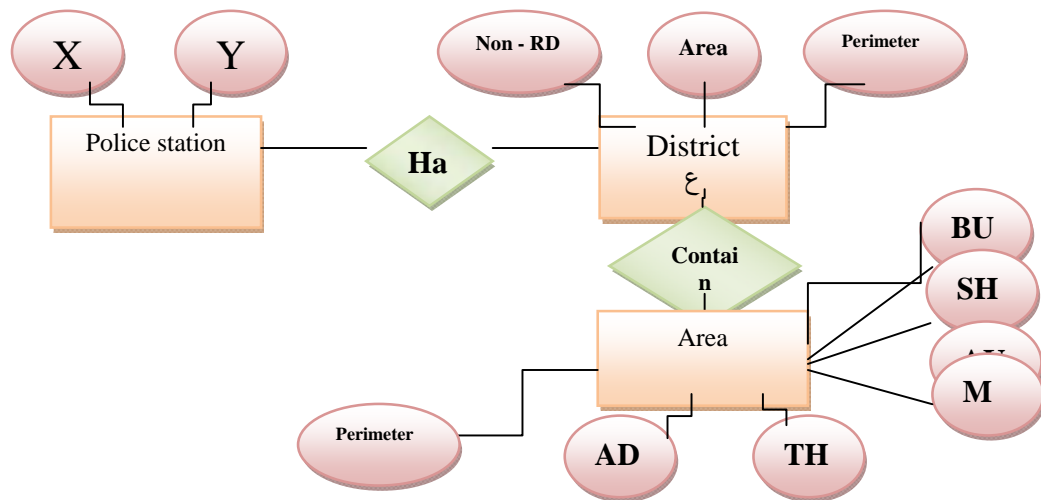 X
Y
Non - RD
Area
Perimeter
Police station
Ha
District
ع
Contai
n
BU
SH
Area
M
Perimeter
AD
TH